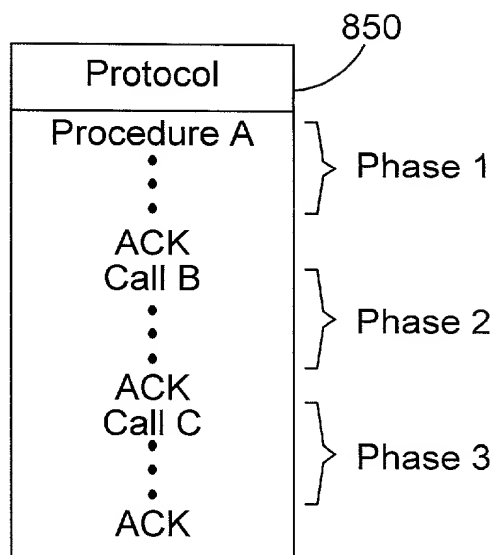 850
Protocol
Procedure A
Phase 1
ACK
Call B
Phase 2
ACK
Call C
Phase 3
ACK